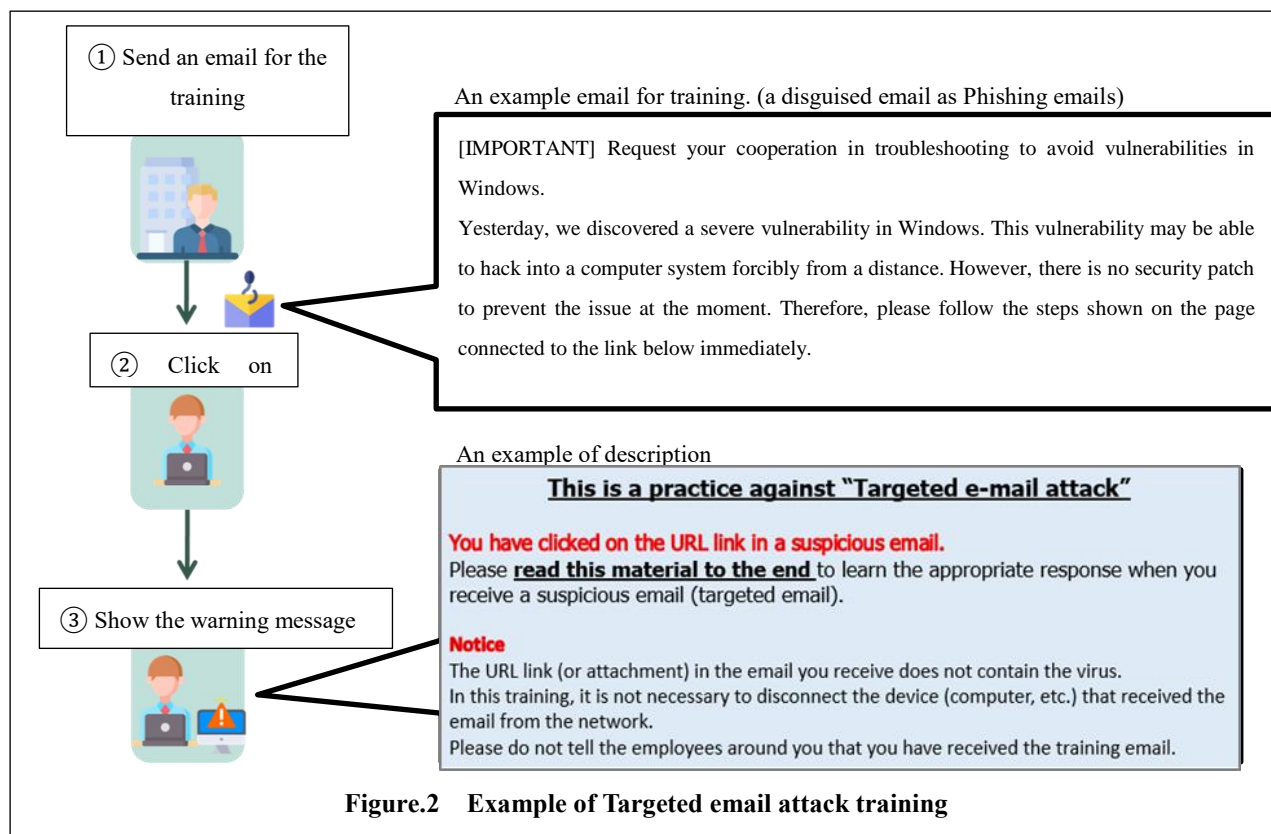 ① Send an email for the
training
An example email for training. (a disguised email as Phishing emails)
[IMPORTANT] Request your cooperation in troubleshooting to avoid vulnerabilities in
Windows.
Yesterday, we discovered a severe vulnerability in Windows. This vulnerability may be able
to hack into a computer system forcibly from a distance. However, there is no security patch
to prevent the issue at the moment. Therefore, please follow the steps shown on the page
connected to the link below immediately.
② Click on
An example of description
This is a practice against “Targeted e-mail attack”
You have clicked on the URL link in a suspicious email.
Please read this material to the end to learn the appropriate response when you
receive a suspicious email (targeted email).
③ Show the warning message
Notice
The URL link (or attachment) in the email you receive does not contain the virus.
In this training, it is not necessary to disconnect the device (computer, etc.) that received the
email from the network.
Please do not tell the employees around you that you have received the training email.
Figure.2 Example of Targeted email attack training